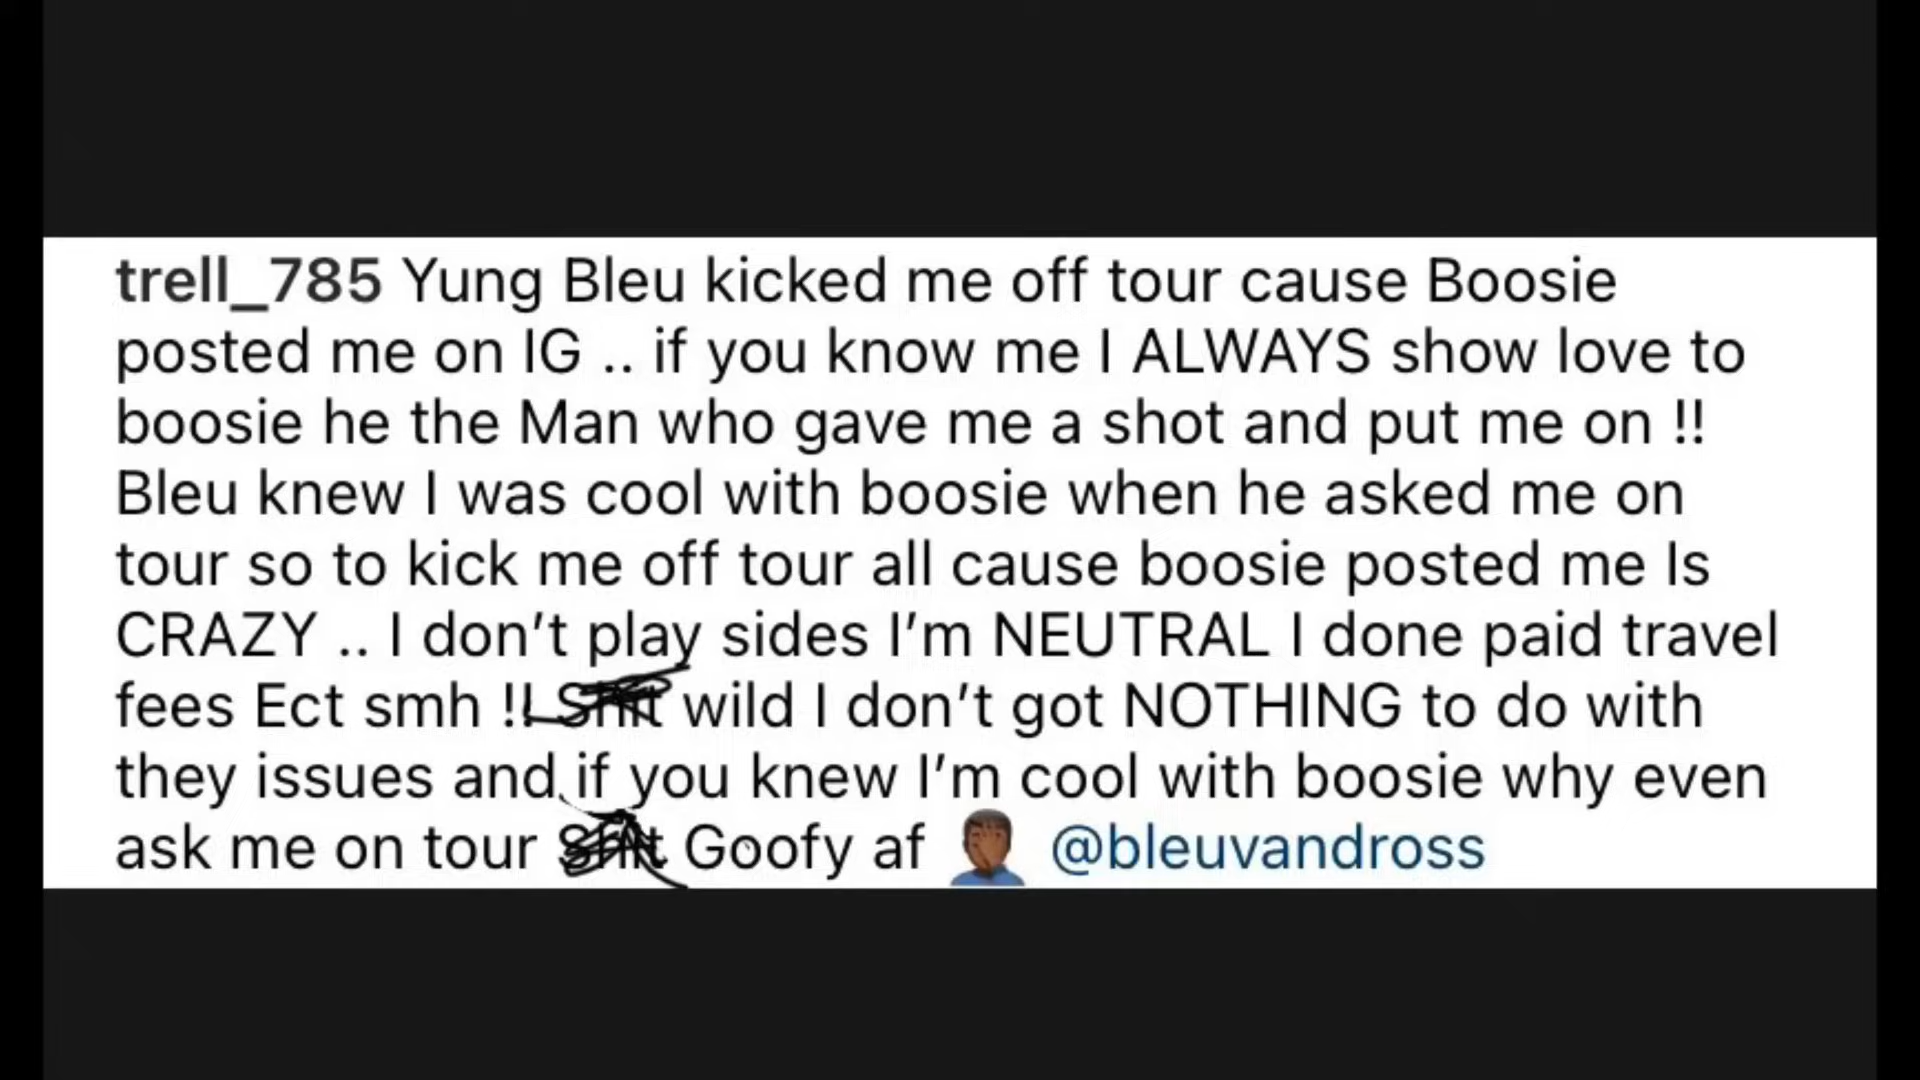 trell_785 Yung Bleu kicked me off tour cause Boosie
posted me on IG .. if you know me I ALWAYS show love to
boosie he the Man who gave me a shot and put me on !!
Bleu knew I was cool with boosie when he asked me on
tour so to kick me off tour all cause boosie posted me Is
CRAZY .. I don’t play sides I’m NEUTRAL I done paid travel
fees Ect smh !! Shit wild I don’t got NOTHING to do with
they issues and if you knew I’m cool with boosie why even
ask me on tour Shit Goofy af 🤦🏾‍♂️ @bleuvandross